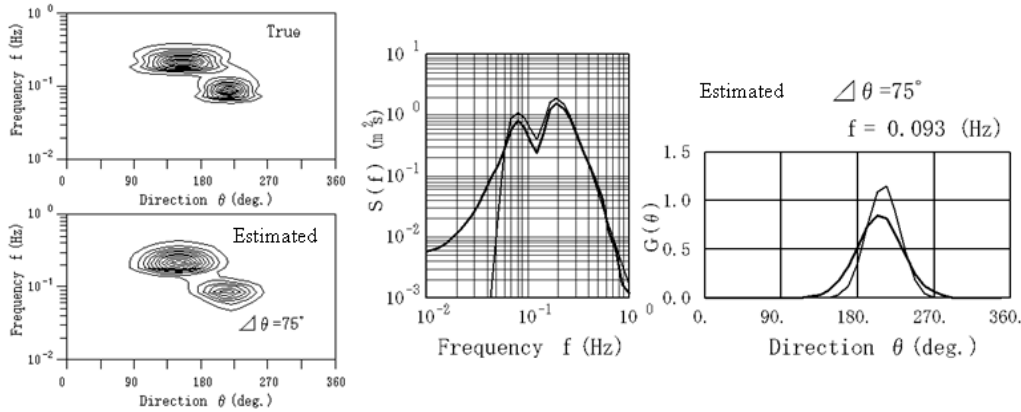 True
Frequency f (Hz)
10⁰
10⁻¹
10⁻²
0 90 180 270 360
Direction θ (deg.)
Estimated
⊿θ=75°
Frequency f (Hz)
10⁰
10⁻¹
10⁻²
0 90 180 270 360
Direction θ (deg.)
S(f) (m²s)
10¹
10⁰
10⁻¹
10⁻²
10⁻³
10⁻² 10⁻¹ 10⁰
Frequency f (Hz)
Estimated ⊿θ=75°
f = 0.093 (Hz)
G(θ)
1.5
1.0
0.5
0.0
0. 90. 180. 270. 360.
Direction θ (deg.)